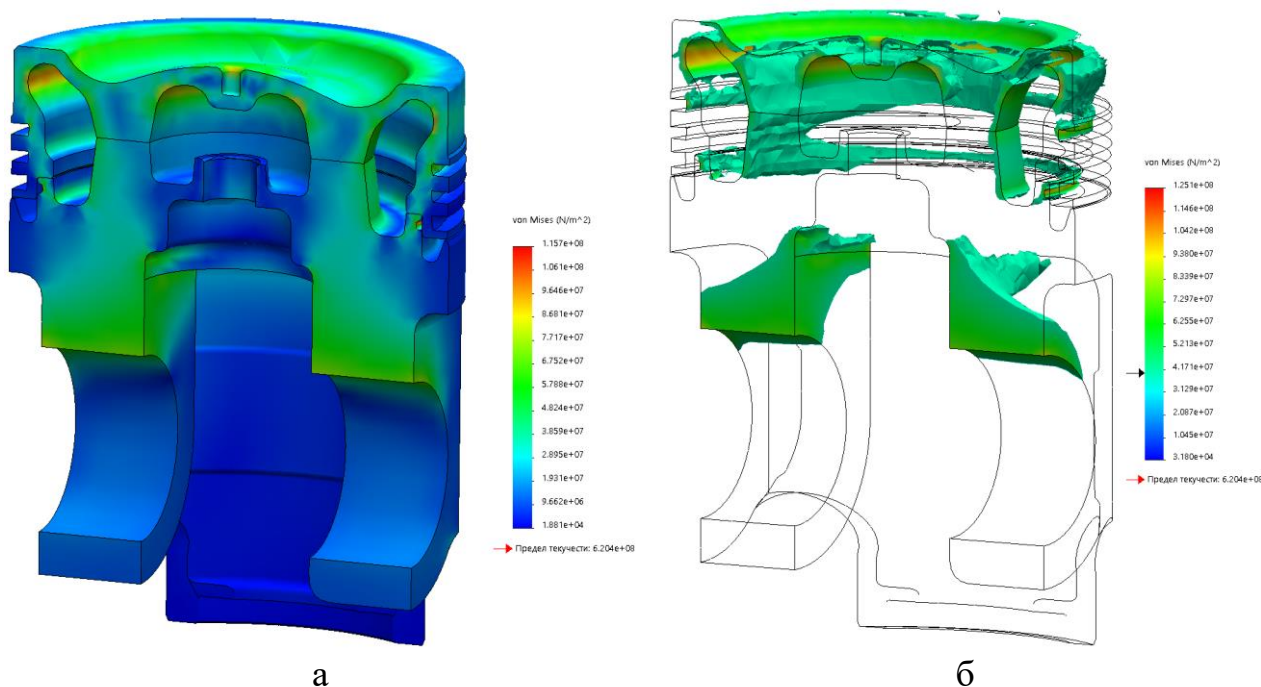 von Mises (N/m^2)
1.157e+08
1.061e+08
9.646e+07
8.681e+07
7.717e+07
6.752e+07
5.788e+07
4.824e+07
3.859e+07
2.895e+07
1.931e+07
9.662e+06
1.881e+04
Предел текучести: 6.204e+08
von Mises (N/m^2)
1.251e+08
1.146e+08
1.042e+08
9.380e+07
8.339e+07
7.297e+07
6.255e+07
5.213e+07
4.171e+07
3.129e+07
2.087e+07
1.045e+07
3.180e+04
Предел текучести: 6.204e+08
а
б